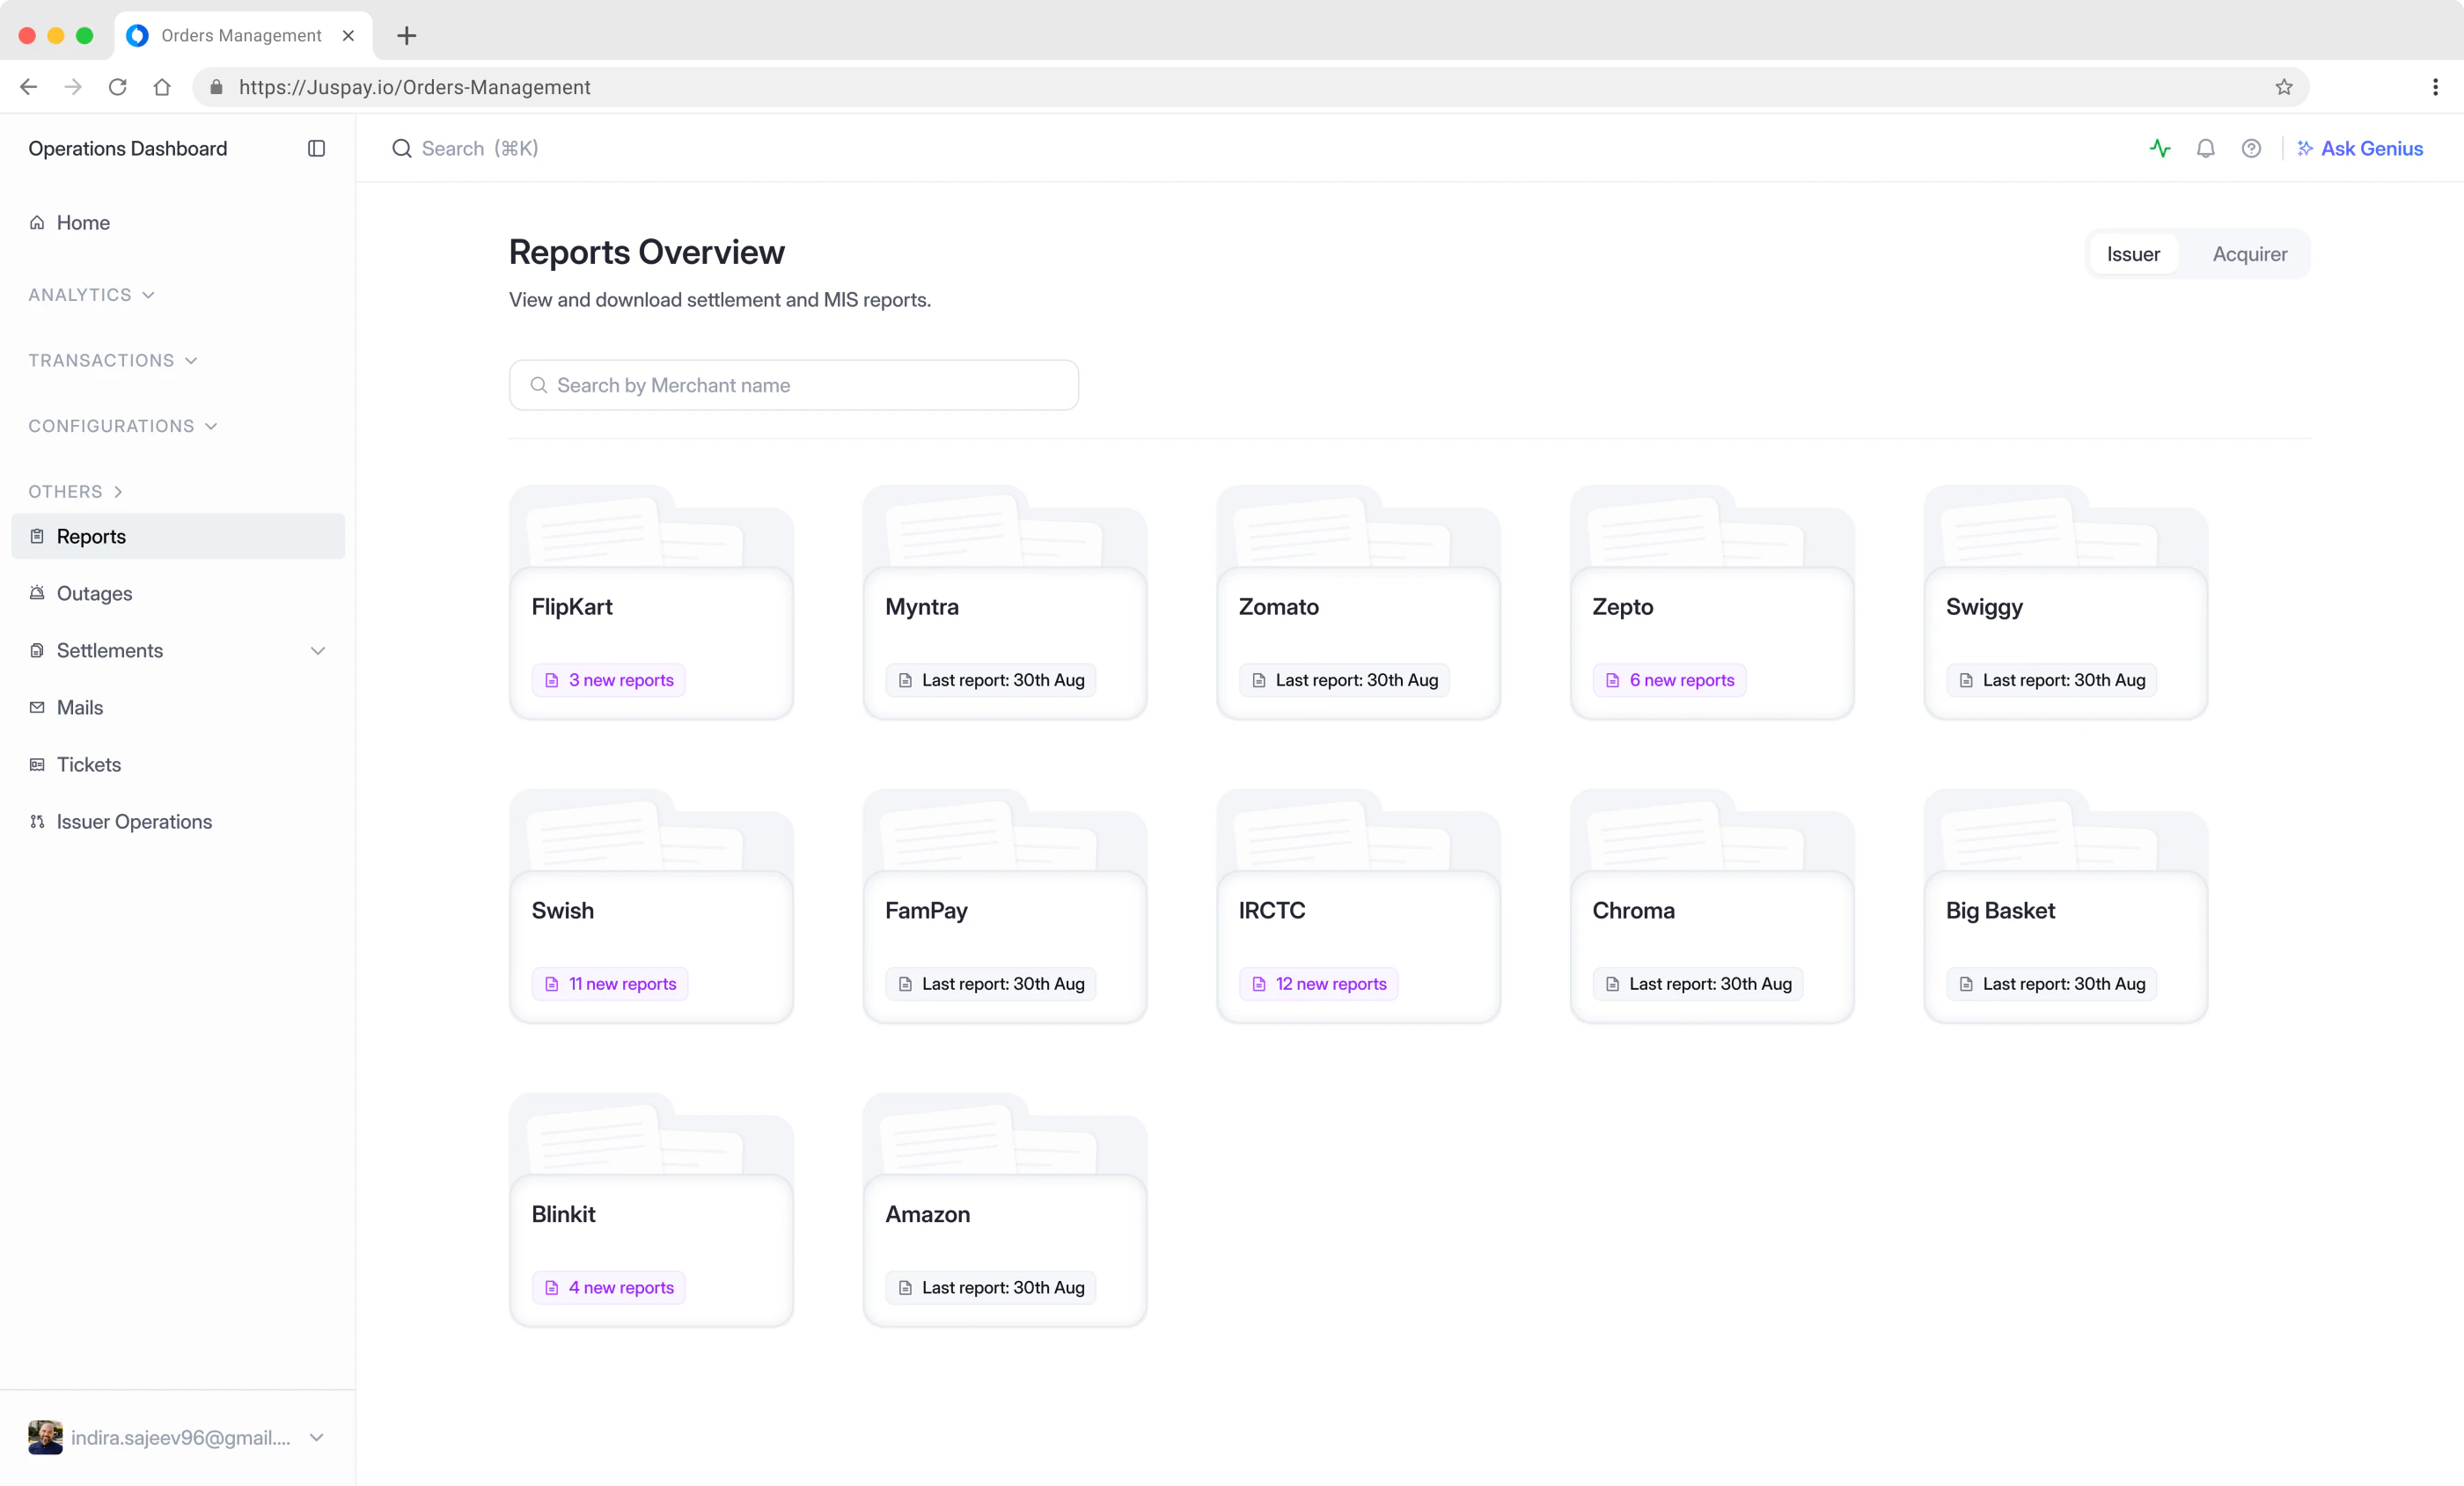 Orders Management
https://Juspay.io/Orders-Management
Operations Dashboard
Search (⌘K)
Ask Genius
Home
ANALYTICS
TRANSACTIONS
CONFIGURATIONS
OTHERS
Reports
Outages
Settlements
Mails
Tickets
Issuer Operations
indira.sajeev96@gmail....
Reports Overview
Issuer
Acquirer
View and download settlement and MIS reports.
Search by Merchant name
FlipKart
3 new reports
Myntra
Last report: 30th Aug
Zomato
Last report: 30th Aug
Zepto
6 new reports
Swiggy
Last report: 30th Aug
Swish
11 new reports
FamPay
Last report: 30th Aug
IRCTC
12 new reports
Chroma
Last report: 30th Aug
Big Basket
Last report: 30th Aug
Blinkit
4 new reports
Amazon
Last report: 30th Aug